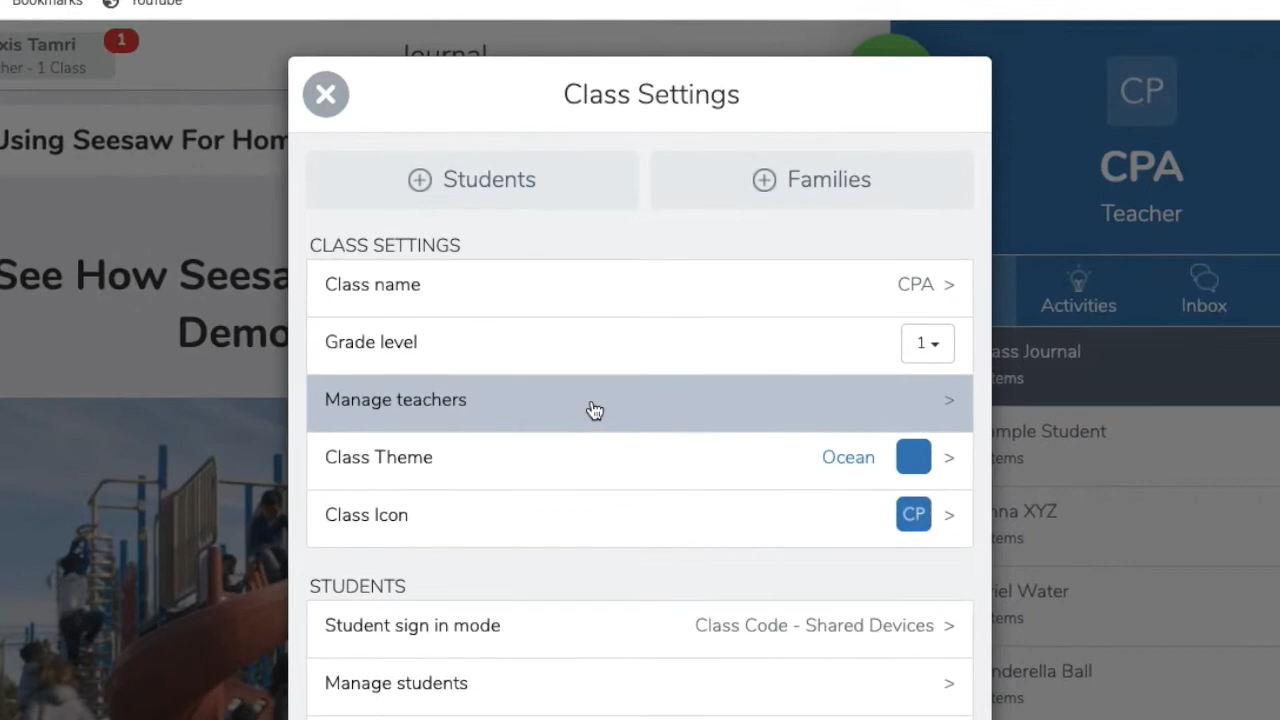 Bookmarks YouTube
xis Tamri 1
her - 1 Class
Journal
Class Settings
CP
CPA
Teacher
Using Seesaw For Hom
Students Families
See How Seesa
Demo
CLASS SETTINGS
Class name CPA >
Grade level 1
Manage teachers >
Class Theme Ocean >
Class Icon CP >
STUDENTS
Student sign in mode Class Code - Shared Devices >
Manage students >
Activities Inbox
ass Journal
tems
mple Student
tems
nna XYZ
tems
riel Water
tems
nderella Ball
tems